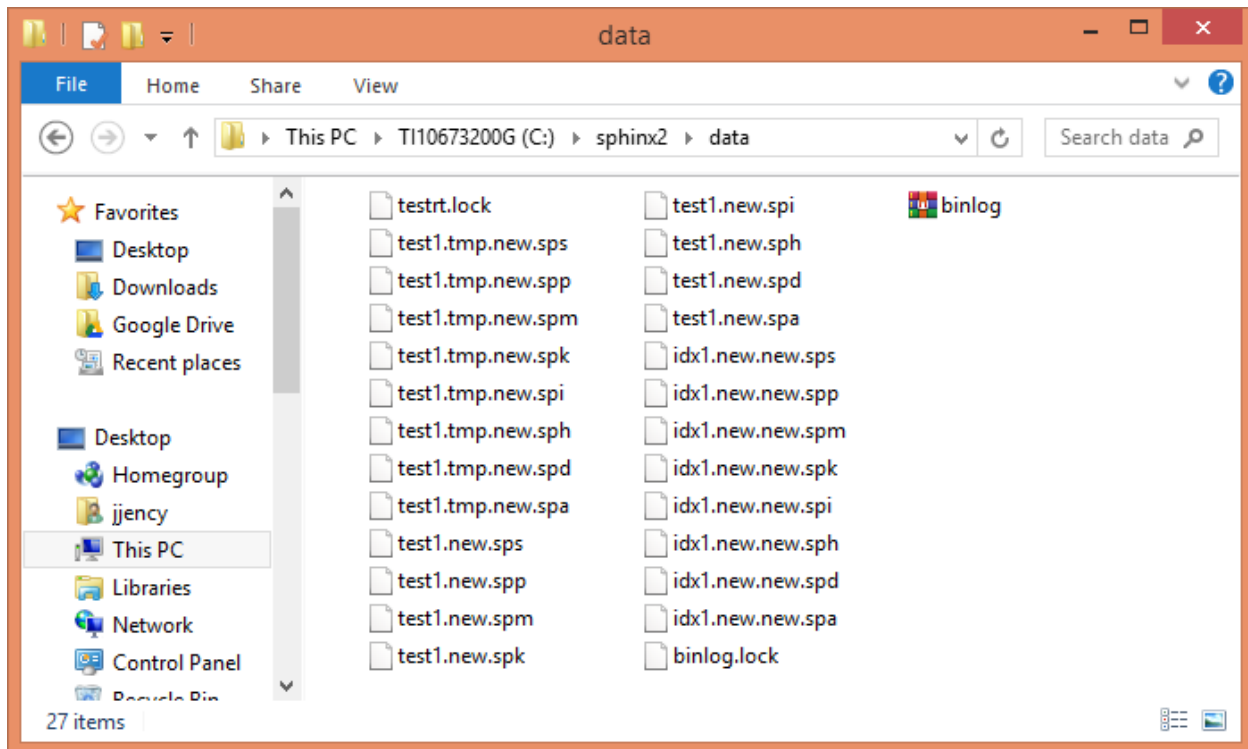 data
File Home Share View
This PC TI10673200G (C:) sphinx2 data Search data
Favorites
Desktop
Downloads
Google Drive
Recent places
Desktop
Homegroup
jjency
This PC
Libraries
Network
Control Panel
Recycle Bin
testrt.lock
test1.tmp.new.sps
test1.tmp.new.spp
test1.tmp.new.spm
test1.tmp.new.spk
test1.tmp.new.spi
test1.tmp.new.sph
test1.tmp.new.spd
test1.tmp.new.spa
test1.new.sps
test1.new.spp
test1.new.spm
test1.new.spk
test1.new.spi
test1.new.sph
test1.new.spd
test1.new.spa
idx1.new.new.sps
idx1.new.new.spp
idx1.new.new.spm
idx1.new.new.spk
idx1.new.new.spi
idx1.new.new.sph
idx1.new.new.spd
idx1.new.new.spa
binlog.lock
binlog
27 items